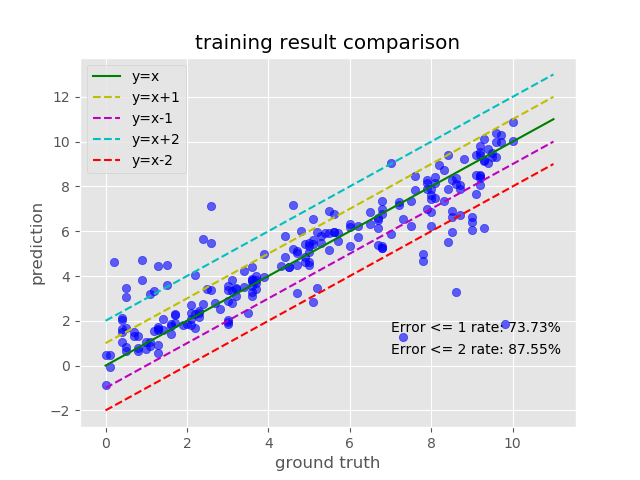 training result comparison
y=x
y=x+1
y=x-1
y=x+2
y=x-2
12
10
8
6
4
2
0
−2
prediction
Error <= 1 rate: 73.73%
Error <= 2 rate: 87.55%
0 2 4 6 8 10
ground truth